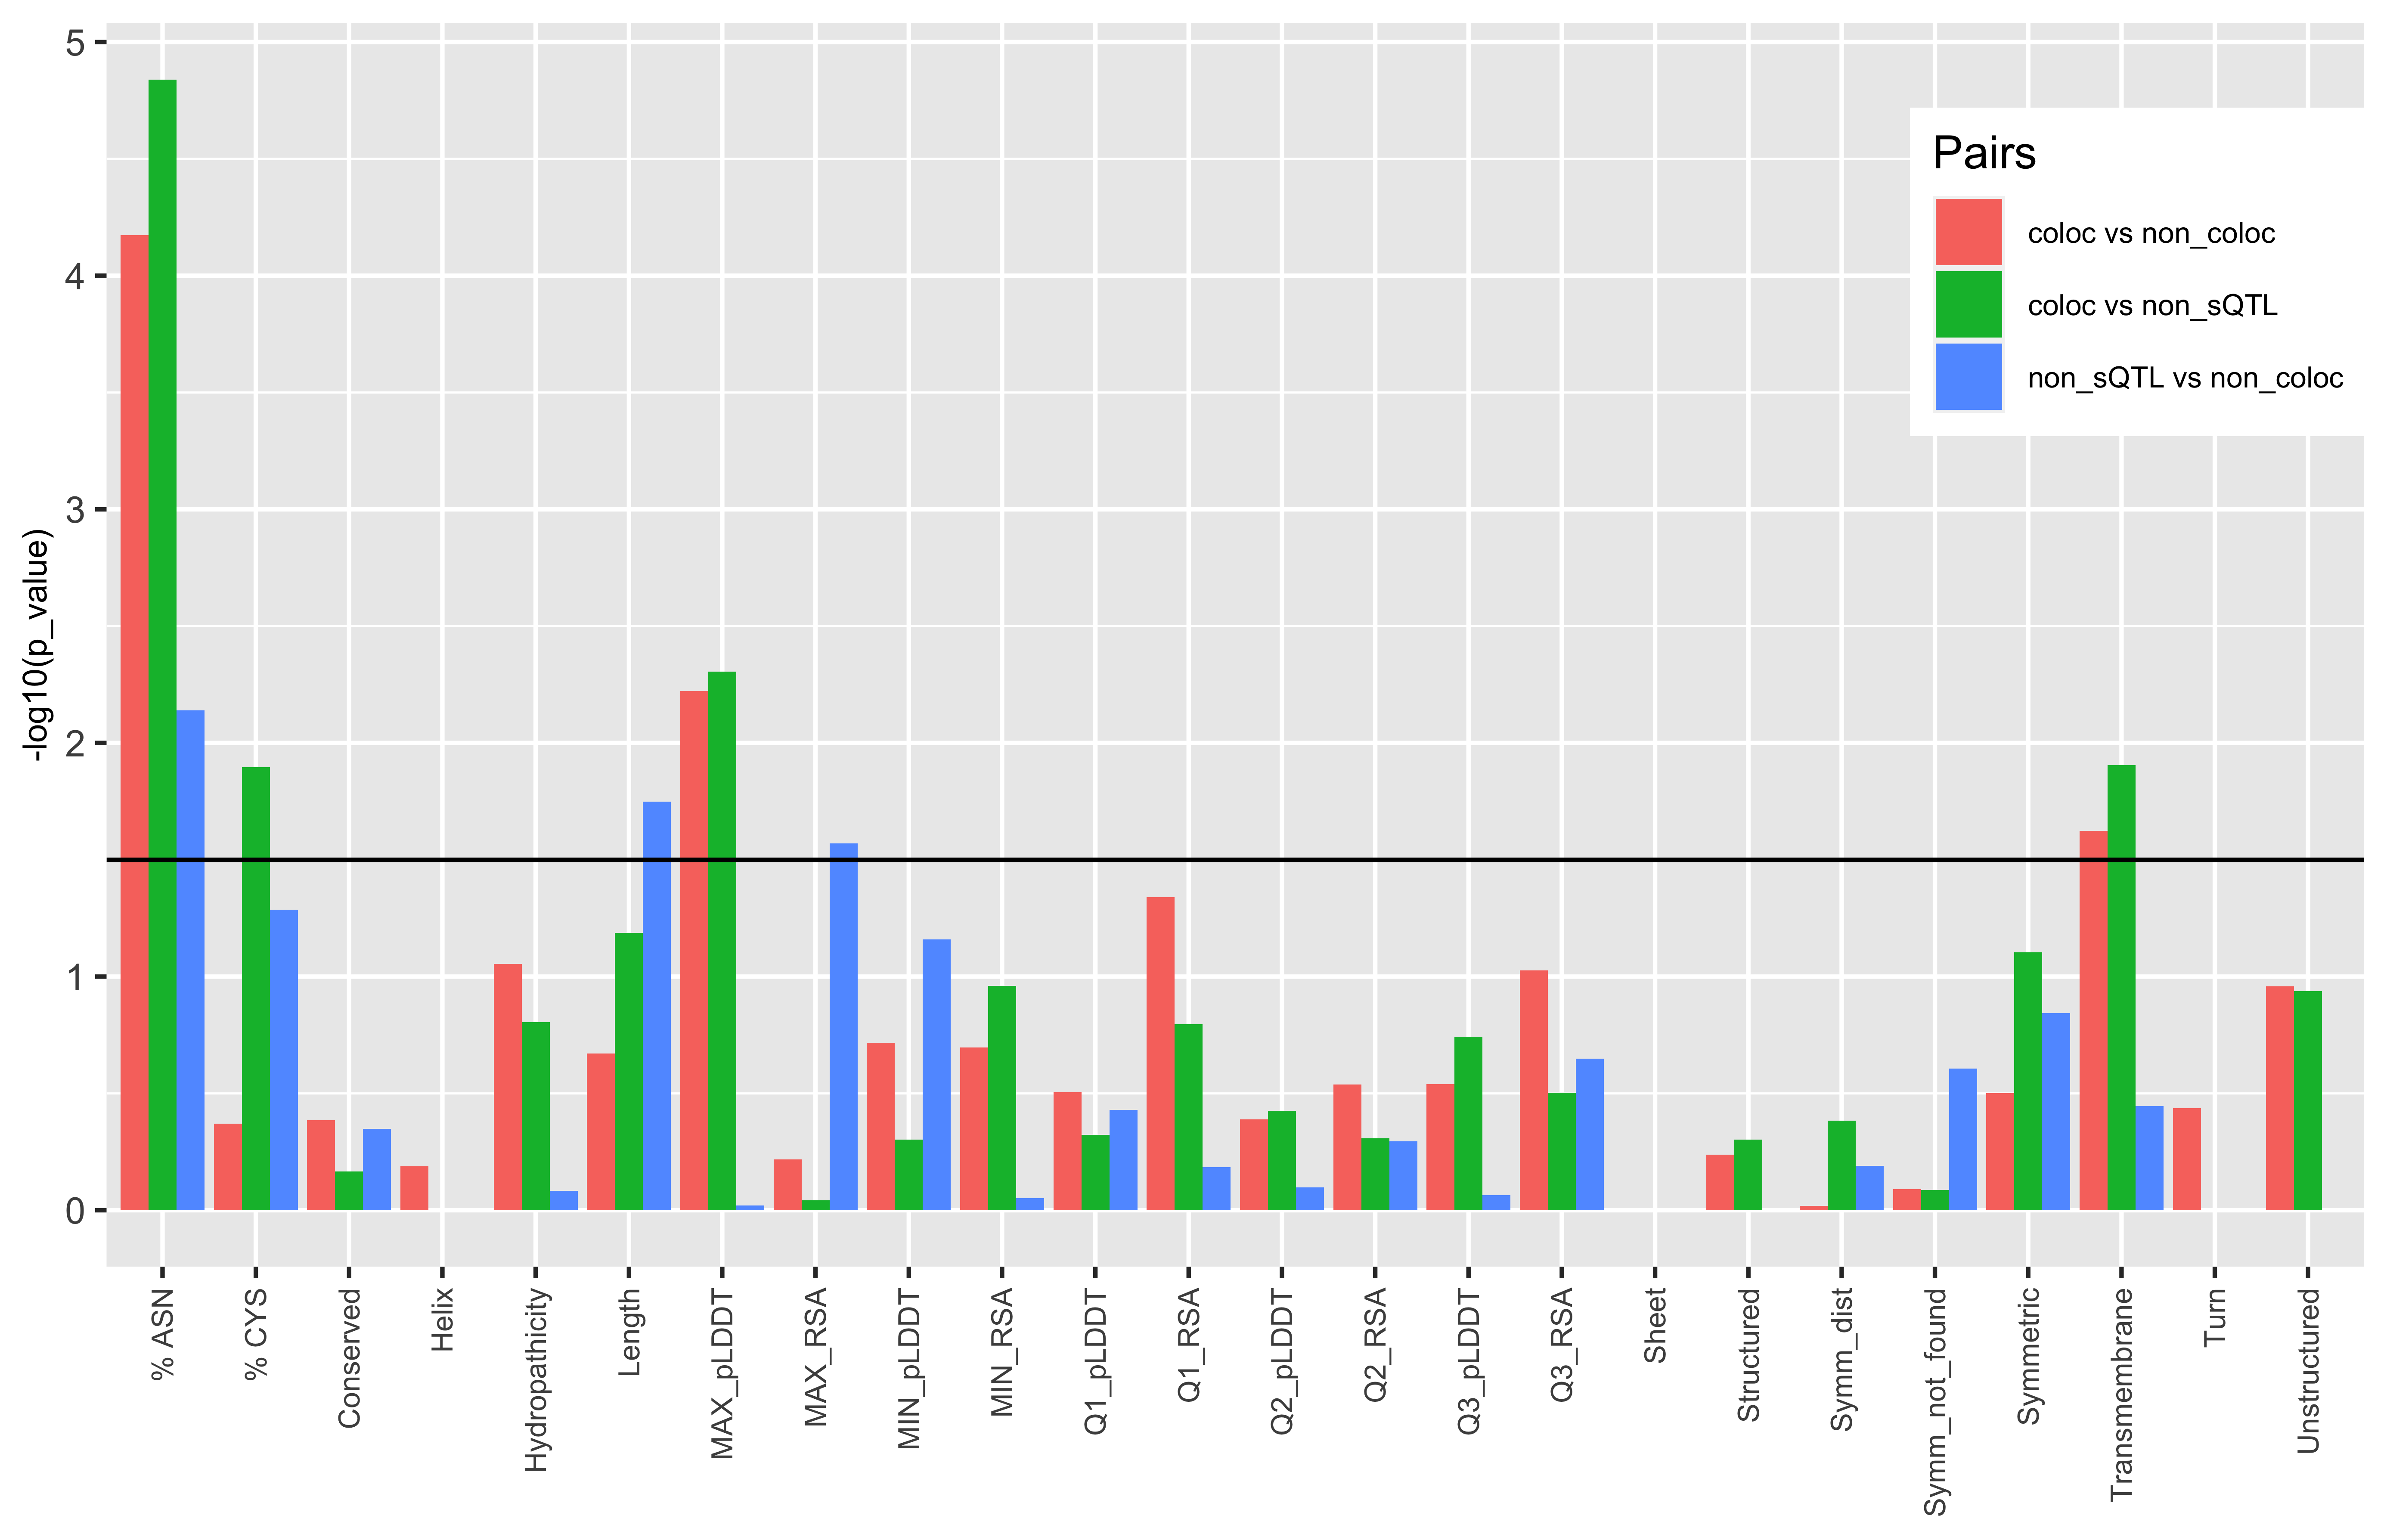 -log10(p_value)
5
4
3
2
1
0
Pairs
coloc vs non_coloc
coloc vs non_sQTL
non_sQTL vs non_coloc
% ASN
% CYS
Conserved
Helix
Hydropathicity
Length
MAX_pLDDT
MAX_RSA
MIN_pLDDT
MIN_RSA
Q1_pLDDT
Q1_RSA
Q2_pLDDT
Q2_RSA
Q3_pLDDT
Q3_RSA
Sheet
Structured
Symm_dist
Symm_not_found
Symmetric
Transmembrane
Turn
Unstructured